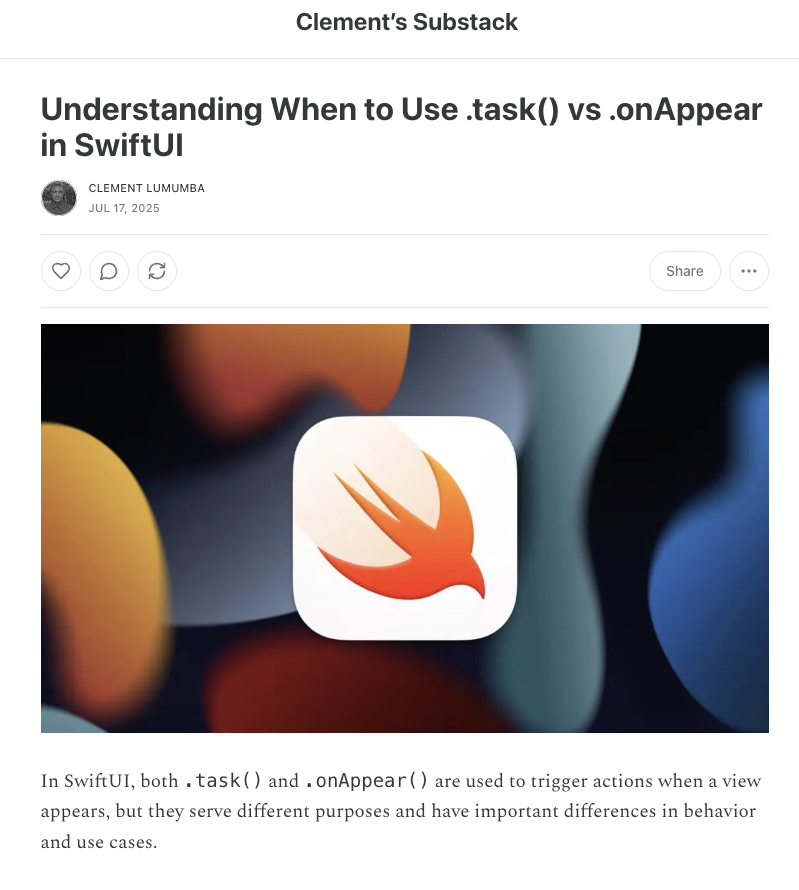 Clement’s Substack
Understanding When to Use .task() vs .onAppear
in SwiftUI
CLEMENT LUMUMBA
JUL 17, 2025
Share
In SwiftUI, both .task() and .onAppear() are used to trigger actions when a view
appears, but they serve different purposes and have important differences in behavior
and use cases.